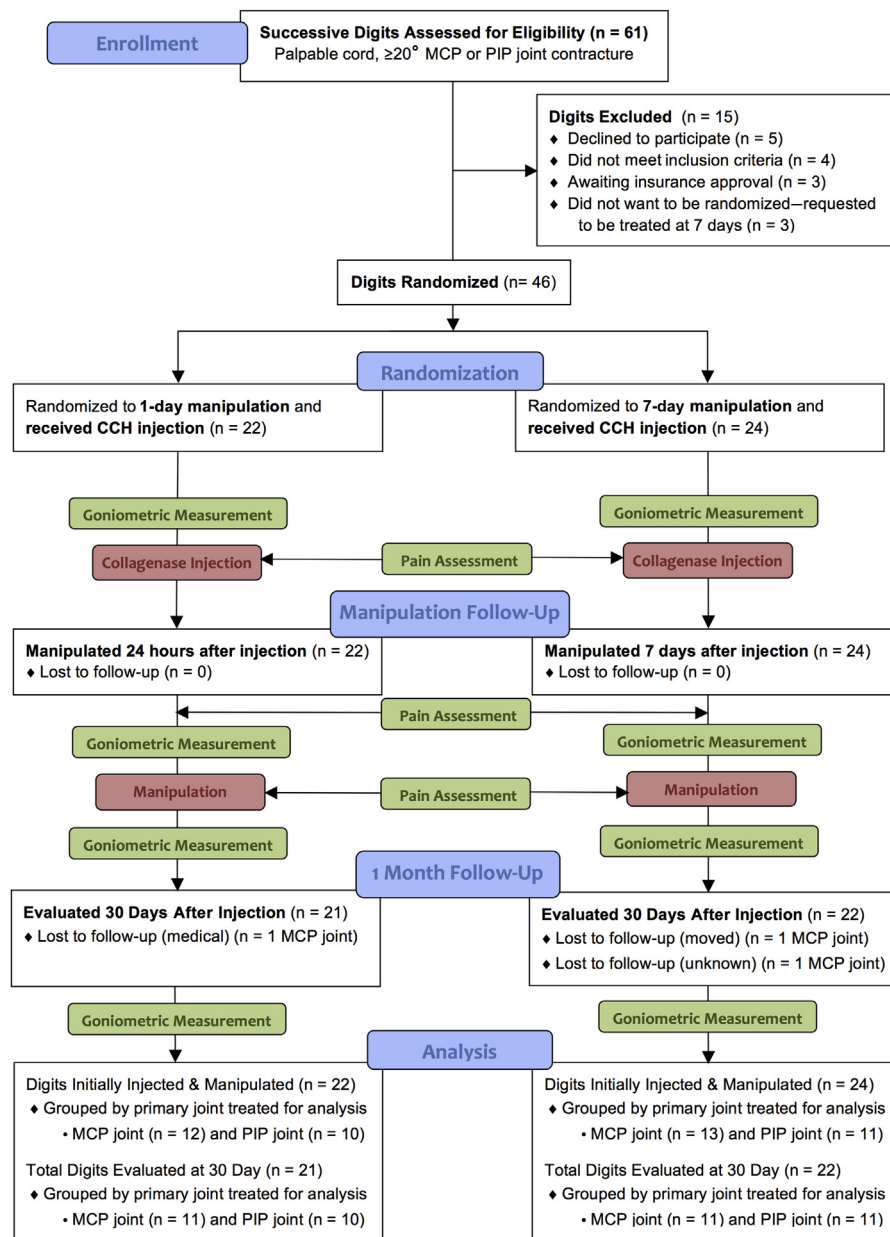 Enrollment
Successive Digits Assessed for Eligibility (n = 61)
Palpable cord, ≥20° MCP or PIP joint contracture
Digits Excluded (n = 15)
♦ Declined to participate (n = 5)
♦ Did not meet inclusion criteria (n = 4)
♦ Awaiting insurance approval (n = 3)
♦ Did not want to be randomized—requested
to be treated at 7 days (n = 3)
Digits Randomized (n= 46)
Randomization
Randomized to 1-day manipulation and
received CCH injection (n = 22)
Randomized to 7-day manipulation and
received CCH injection (n = 24)
Goniometric Measurement
Goniometric Measurement
Collagenase Injection
Pain Assessment
Collagenase Injection
Manipulation Follow-Up
Manipulated 24 hours after injection (n = 22)
♦ Lost to follow-up (n = 0)
Manipulated 7 days after injection (n = 24)
♦ Lost to follow-up (n = 0)
Pain Assessment
Goniometric Measurement
Goniometric Measurement
Manipulation
Pain Assessment
Manipulation
Goniometric Measurement
Goniometric Measurement
1 Month Follow-Up
Evaluated 30 Days After Injection (n = 21)
♦ Lost to follow-up (medical) (n = 1 MCP joint)
Evaluated 30 Days After Injection (n = 22)
♦ Lost to follow-up (moved) (n = 1 MCP joint)
♦ Lost to follow-up (unknown) (n = 1 MCP joint)
Goniometric Measurement
Goniometric Measurement
Analysis
Digits Initially Injected & Manipulated (n = 22)
♦ Grouped by primary joint treated for analysis
• MCP joint (n = 12) and PIP joint (n = 10)
Total Digits Evaluated at 30 Day (n = 21)
♦ Grouped by primary joint treated for analysis
• MCP joint (n = 11) and PIP joint (n = 10)
Digits Initially Injected & Manipulated (n = 24)
♦ Grouped by primary joint treated for analysis
• MCP joint (n = 13) and PIP joint (n = 11)
Total Digits Evaluated at 30 Day (n = 22)
♦ Grouped by primary joint treated for analysis
• MCP joint (n = 11) and PIP joint (n = 11)